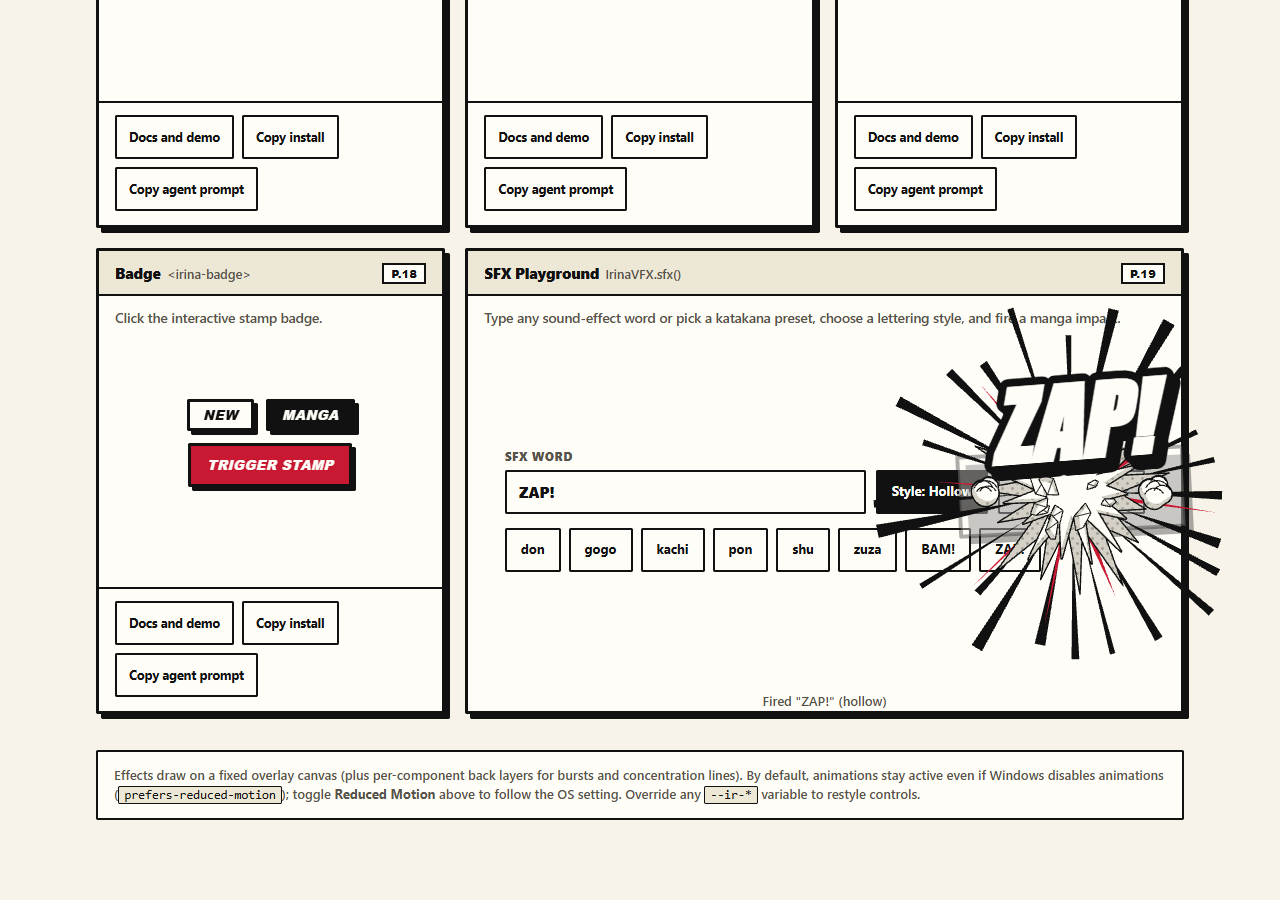 Docs and demo Copy install
Copy agent prompt
Docs and demo Copy install
Copy agent prompt
Docs and demo Copy install
Copy agent prompt
Badge <irina-badge> P.18
Click the interactive stamp badge.
NEW MANGA
TRIGGER STAMP
Docs and demo Copy install
Copy agent prompt
SFX Playground IrinaVFX.sfx() P.19
Type any sound-effect word or pick a katakana preset, choose a lettering style, and fire a manga
ZAP!
SFX WORD
ZAP! Style: Hollow
don gogo kachi pon shu zuza BAM!
Fired "ZAP!" (hollow)
Effects draw on a fixed overlay canvas (plus per-component back layers for bursts and concentration lines). By default, animations stay active even if Windows disables animations
(prefers-reduced-motion); toggle Reduced Motion above to follow the OS setting. Override any --ir-* variable to restyle controls.